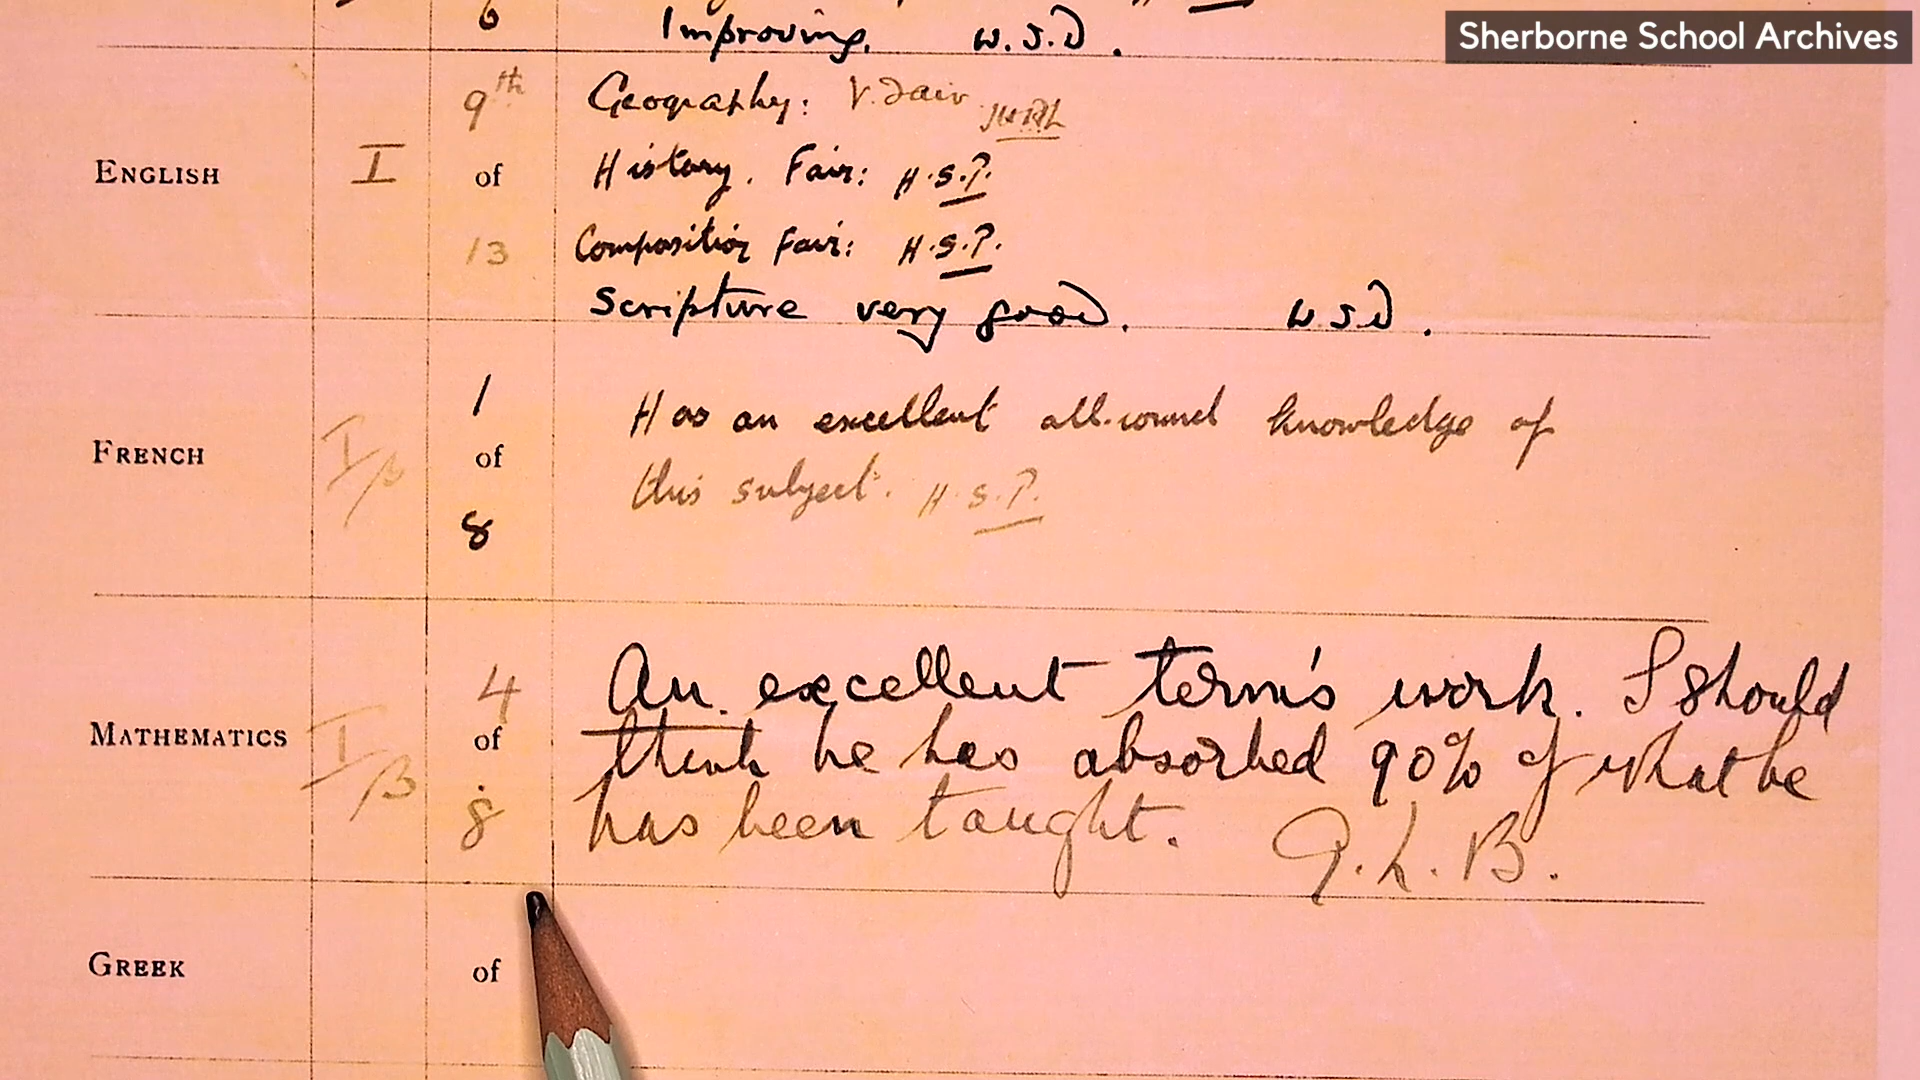 Sherborne School Archives
6 Improving. W.S.D.
9th Geography: V. Fair
ENGLISH I of History. Fair: H.S.P.
13 Composition Fair: H.S.P.
Scripture very good. W.S.D.
1 Has an excellent all-round knowledge of
FRENCH I/β of this subject. H.S.P.
8
4 An excellent term's work. I should
MATHEMATICS I/β of think he has absorbed 90% of what he
8 has been taught. G.L.B.
GREEK of